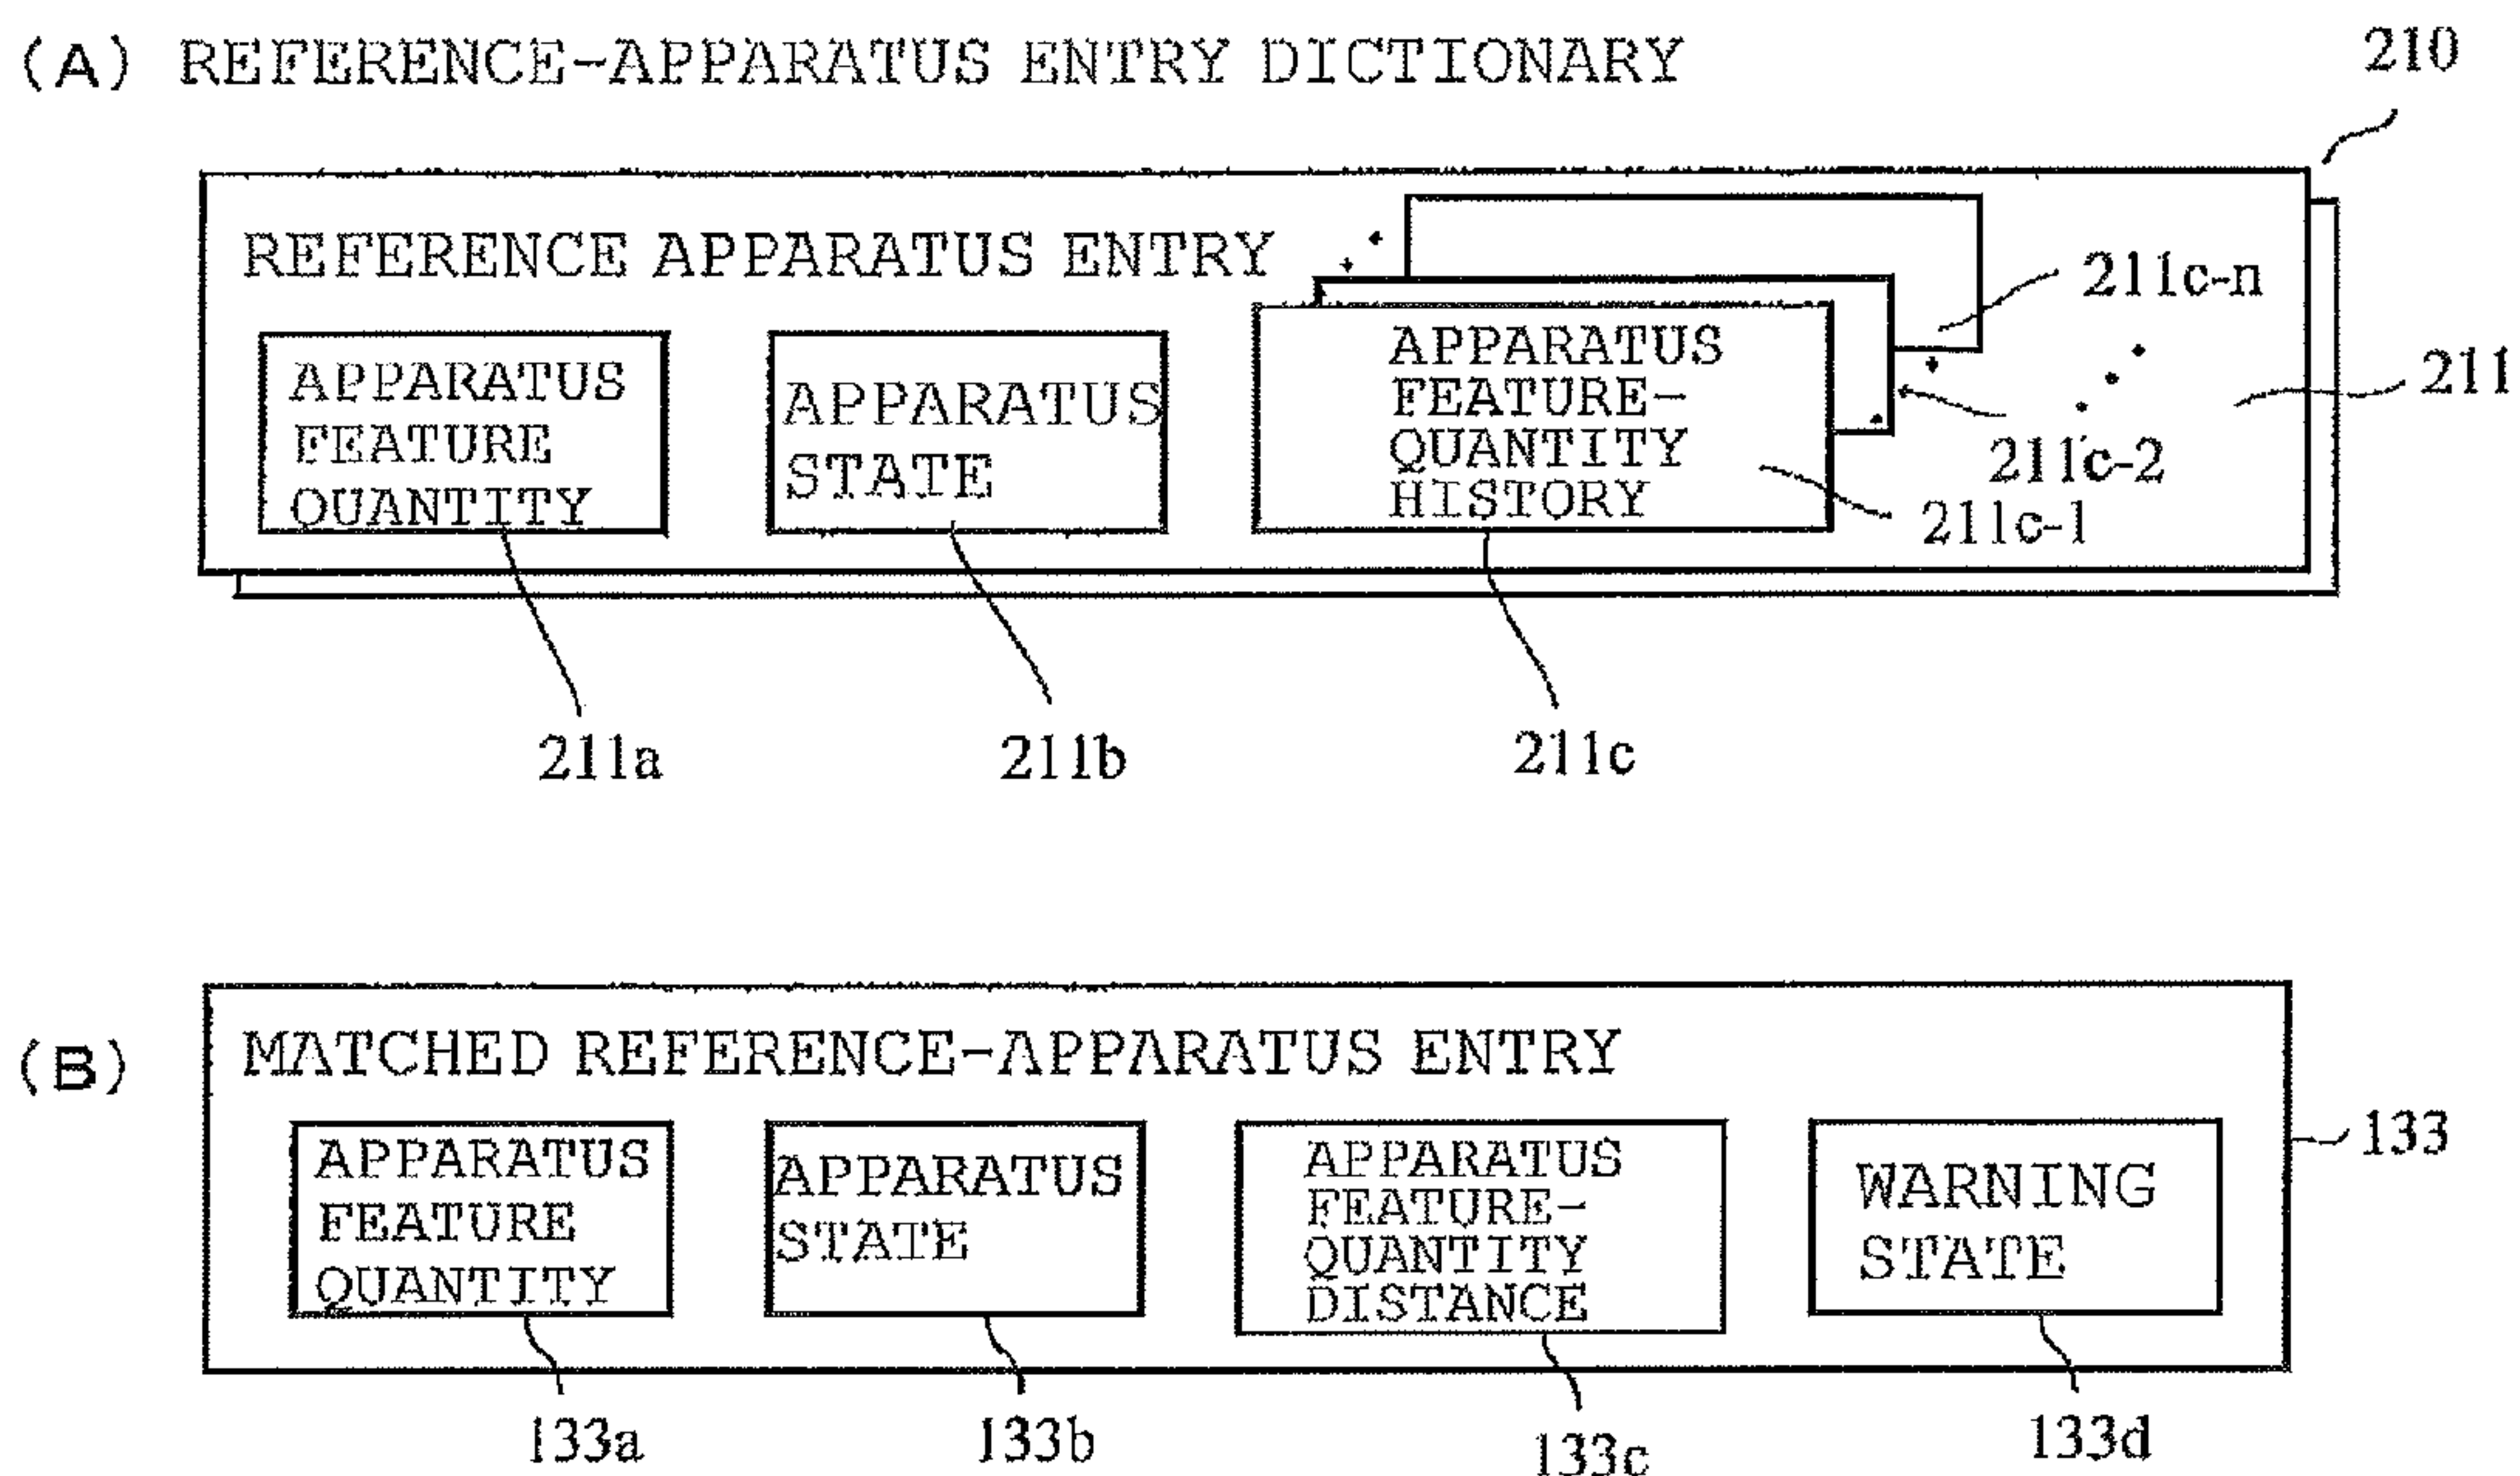 (A) REFERENCE-APPARATUS ENTRY DICTIONARY
210
REFERENCE APPARATUS ENTRY
211c-n
211
211c-2
211c-1
APPARATUS
FEATURE
QUANTITY
APPARATUS
STATE
APPARATUS
FEATURE-
QUANTITY
HISTORY
211a
211b
211c
(B)
MATCHED REFERENCE-APPARATUS ENTRY
133
APPARATUS
FEATURE
QUANTITY
APPARATUS
STATE
APPARATUS
FEATURE-
QUANTITY
DISTANCE
WARNING
STATE
133a
133b
133c
133d